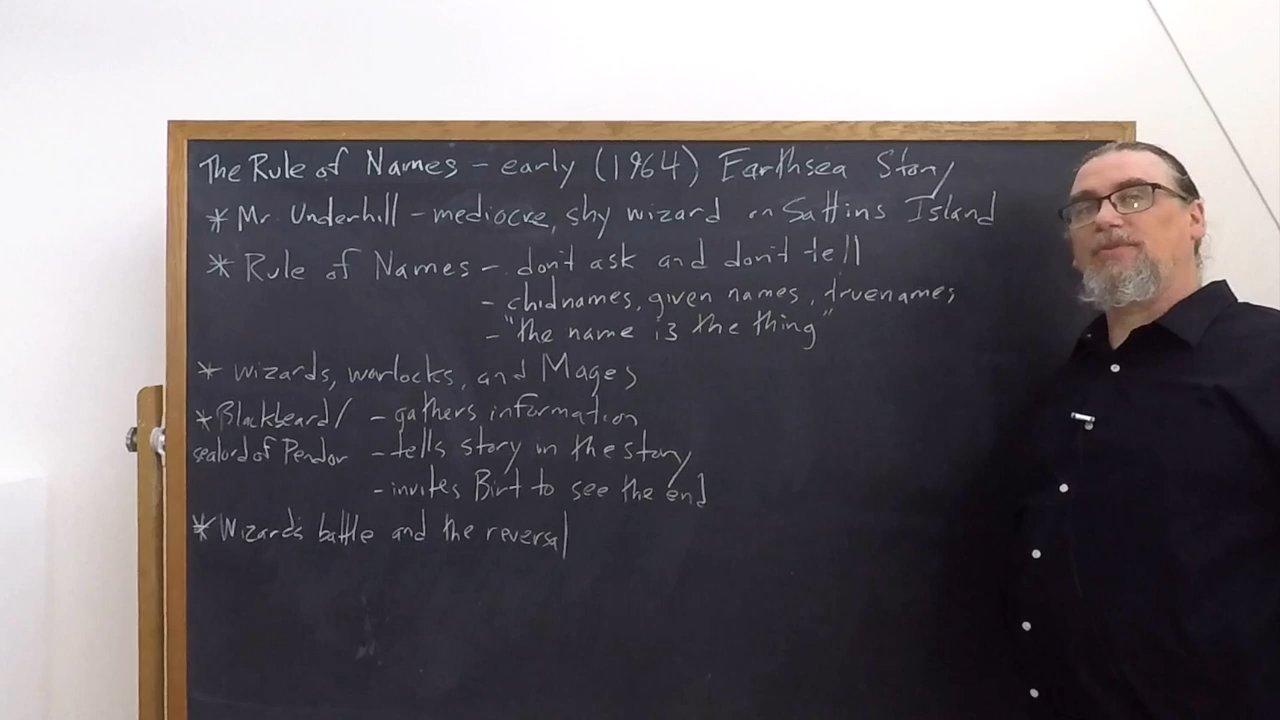 The Rule of Names - early (1964) Earthsea Story
* Mr. Underhill - mediocre, shy wizard on Sattins Island
* Rule of Names - don't ask and don't tell
- chidnames, given names, truenames
- "the name is the thing"
* wizards, warlocks, and Mages
* Blackbeard/ - gathers information
sealord of Pendor - tells story in the story
- invites Birt to see the end
* Wizards battle and the reversal